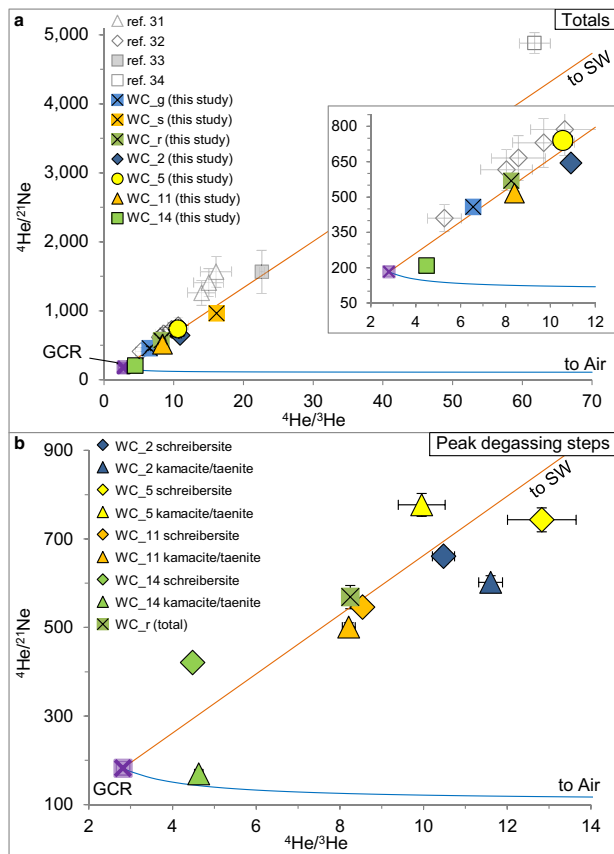 a
Totals
ref. 31
ref. 32
ref. 33
ref. 34
WC_g (this study)
WC_s (this study)
WC_r (this study)
WC_2 (this study)
WC_5 (this study)
WC_11 (this study)
WC_14 (this study)
to SW
5,000
4,000
3,000
2,000
1,000
0
⁴He/²¹Ne
800
650
500
350
200
50
2 4 6 8 10 12
GCR
to Air
0 10 20 30 40 50 60 70
⁴He/³He
b
Peak degassing steps
WC_2 schreibersite
WC_2 kamacite/taenite
WC_5 schreibersite
WC_5 kamacite/taenite
WC_11 schreibersite
WC_11 kamacite/taenite
WC_14 schreibersite
WC_14 kamacite/taenite
WC_r (total)
to SW
900
700
500
300
100
⁴He/²¹Ne
GCR
to Air
2 4 6 8 10 12 14
⁴He/³He